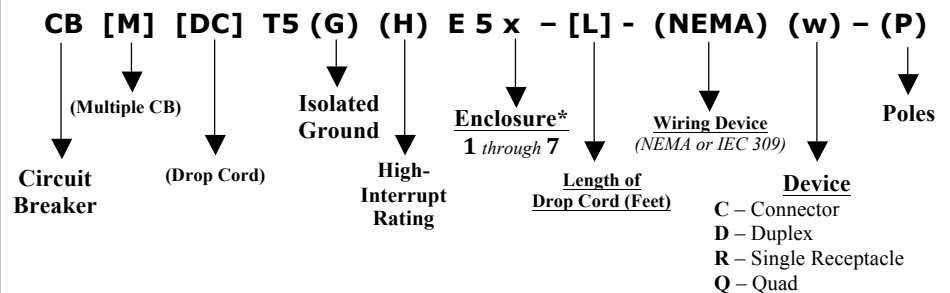 CB [M] [DC] T5 (G) (H) E 5 x – [L] - (NEMA) (w) – (P)
(Multiple CB)
Isolated
Ground
Enclosure*
1 through 7
Wiring Device
(NEMA or IEC 309)
Poles
Circuit
Breaker
(Drop Cord)
High-
Interrupt
Rating
Length of
Drop Cord (Feet)
Device
C – Connector
D – Duplex
R – Single Receptacle
Q – Quad